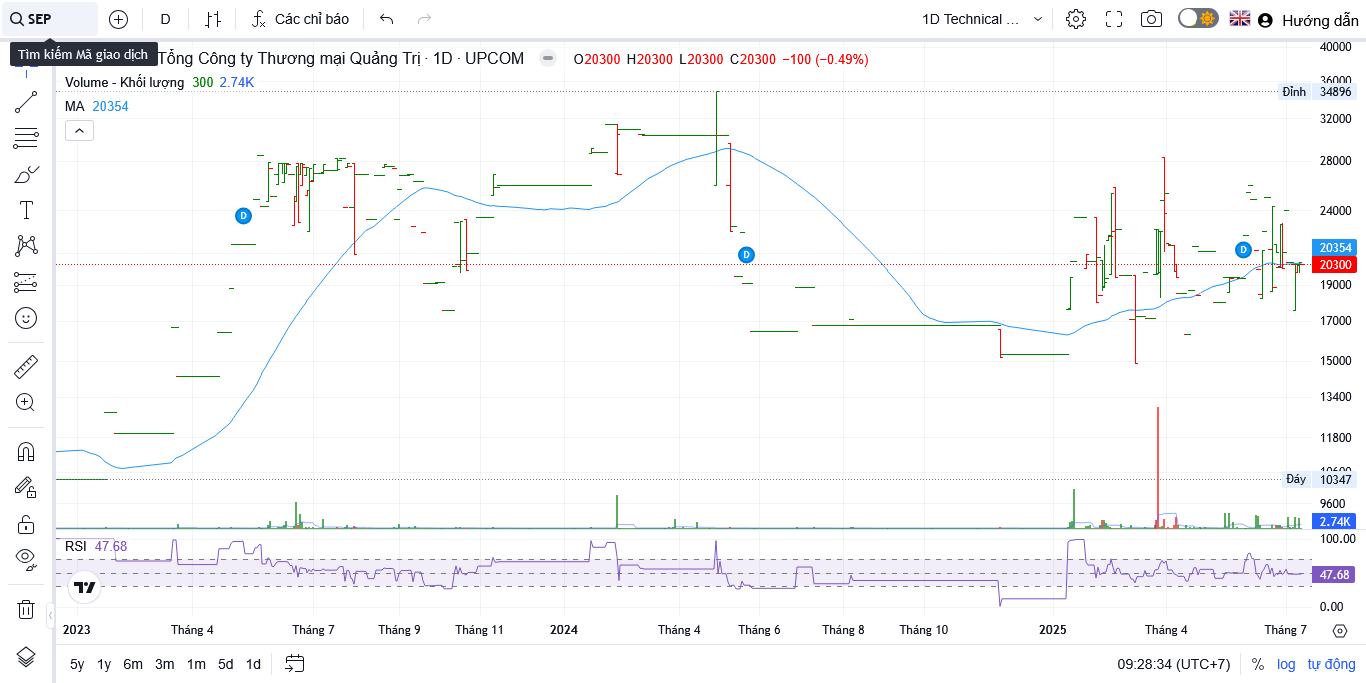 SEP
D
Các chỉ báo
1D Technical ...
Hướng dẫn
Tìm kiếm Mã giao dịch
Tổng Công ty Thương mại Quảng Trị · 1D · UPCOM
O20300 H20300 L20300 C20300 −100 (−0.49%)
Volume - Khối lượng 300 2.74K
MA 20354
40000
36000
Đỉnh 34896
32000
28000
24000
20354
20300
19000
17000
15000
13400
11800
10600
Đáy 10347
9600
2.74K
D
D
D
RSI 47.68
100.00
47.68
0.00
2023 Tháng 4 Tháng 7 Tháng 9 Tháng 11 2024 Tháng 4 Tháng 6 Tháng 8 Tháng 10 2025 Tháng 4 Tháng 7
5y 1y 6m 3m 1m 5d 1d
09:28:34 (UTC+7) % log tự động